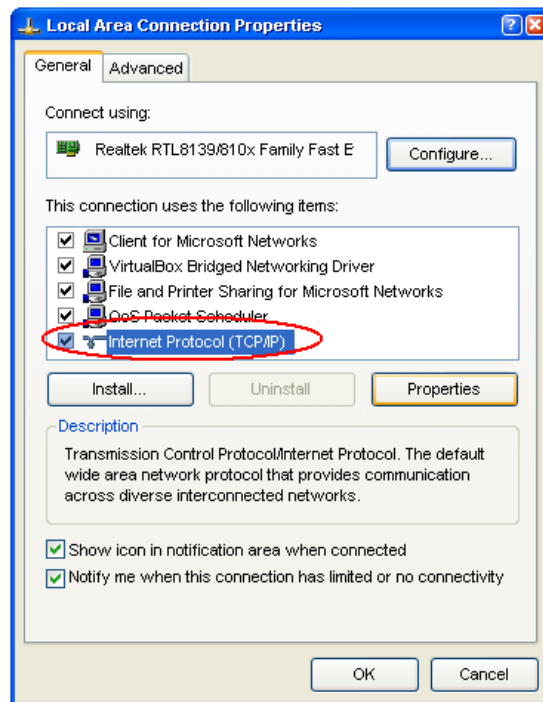 Local Area Connection Properties
General
Advanced
Connect using:
Realtek RTL8139/810x Family Fast E
Configure...
This connection uses the following items:
Client for Microsoft Networks
VirtualBox Bridged Networking Driver
File and Printer Sharing for Microsoft Networks
QoS Packet Scheduler
Internet Protocol (TCP/IP)
Install...
Uninstall
Properties
Description
Transmission Control Protocol/Internet Protocol. The default
wide area network protocol that provides communication
across diverse interconnected networks.
Show icon in notification area when connected
Notify me when this connection has limited or no connectivity
OK
Cancel